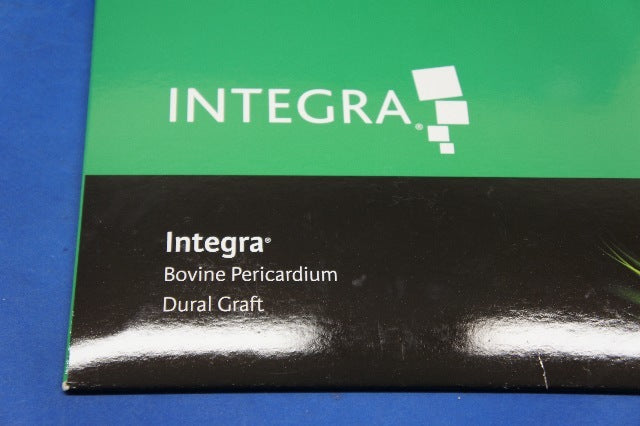 INTEGRA®
Integra®
Bovine Pericardium
Dural Graft